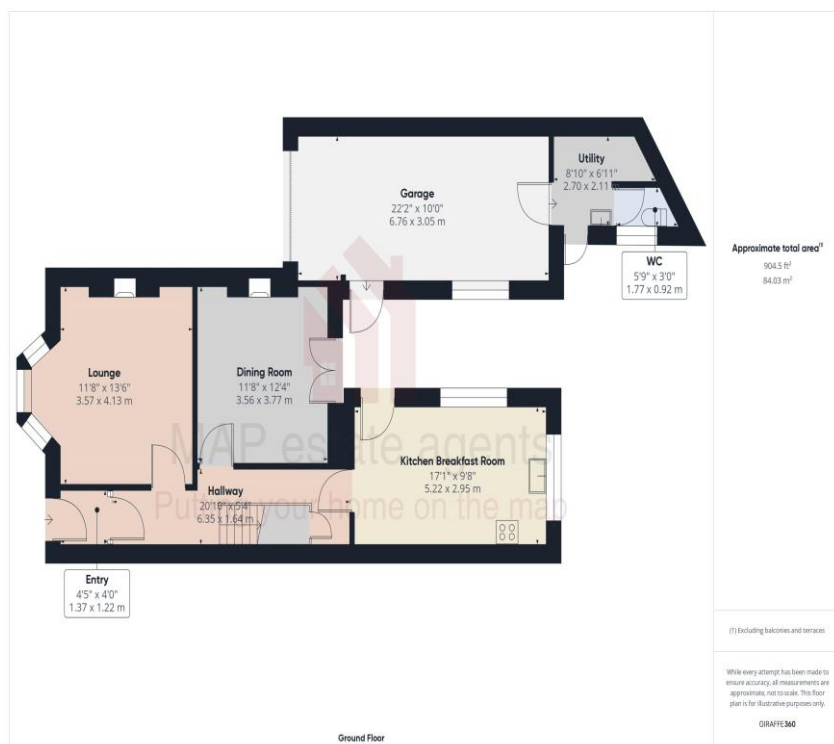 Garage
22'2" x 10'0"
6.76 x 3.05 m
Utility
8'10" x 6'11"
2.70 x 2.11 m
WC
5'9" x 3'0"
1.77 x 0.92 m
Lounge
11'8" x 13'6"
3.57 x 4.13 m
Dining Room
11'8" x 12'4"
3.56 x 3.77 m
Kitchen Breakfast Room
17'1" x 9'8"
5.22 x 2.95 m
Hallway
20'10" x 5'4"
6.35 x 1.64 m
Entry
4'5" x 4'0"
1.37 x 1.22 m
MAP estate agents
Putting your home on the map
Ground Floor
Approximate total area(1)
904.5 ft²
84.03 m²
(1) Excluding balconies and terraces
While every attempt has been made to
ensure accuracy, all measurements are
approximate, not to scale. This floor
plan is for illustrative purposes only.
GIRAFFE360